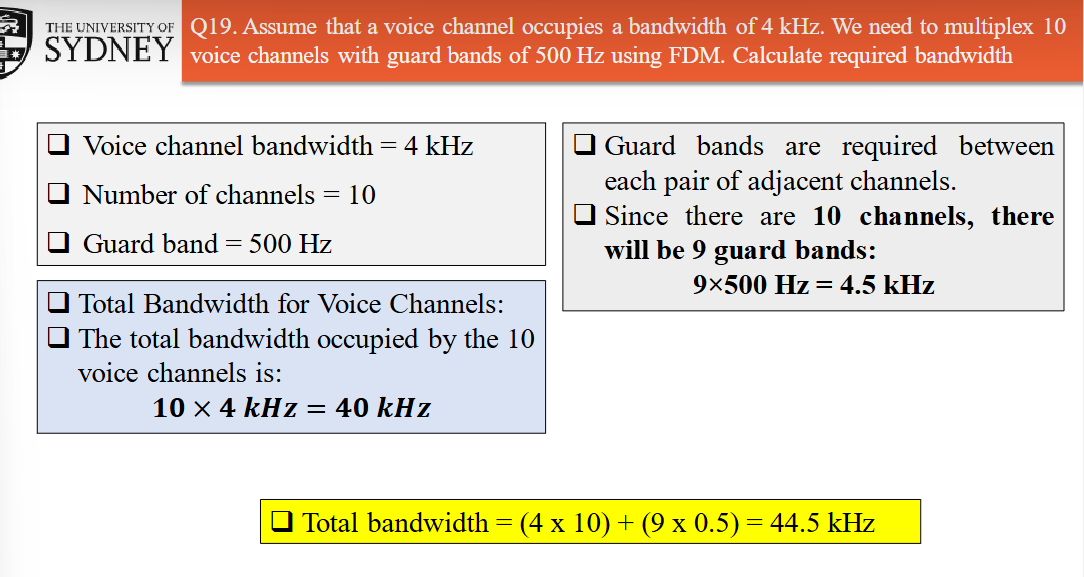 THE UNIVERSITY OF
SYDNEY
Q19. Assume that a voice channel occupies a bandwidth of 4 kHz. We need to multiplex 10
voice channels with guard bands of 500 Hz using FDM. Calculate required bandwidth
❑ Voice channel bandwidth = 4 kHz
❑ Number of channels = 10
❑ Guard band = 500 Hz
❑ Total Bandwidth for Voice Channels:
❑ The total bandwidth occupied by the 10
voice channels is:
10 × 4 kHz = 40 kHz
❑ Guard bands are required between
each pair of adjacent channels.
❑ Since there are 10 channels, there
will be 9 guard bands:
9×500 Hz = 4.5 kHz
❑ Total bandwidth = (4 x 10) + (9 x 0.5) = 44.5 kHz